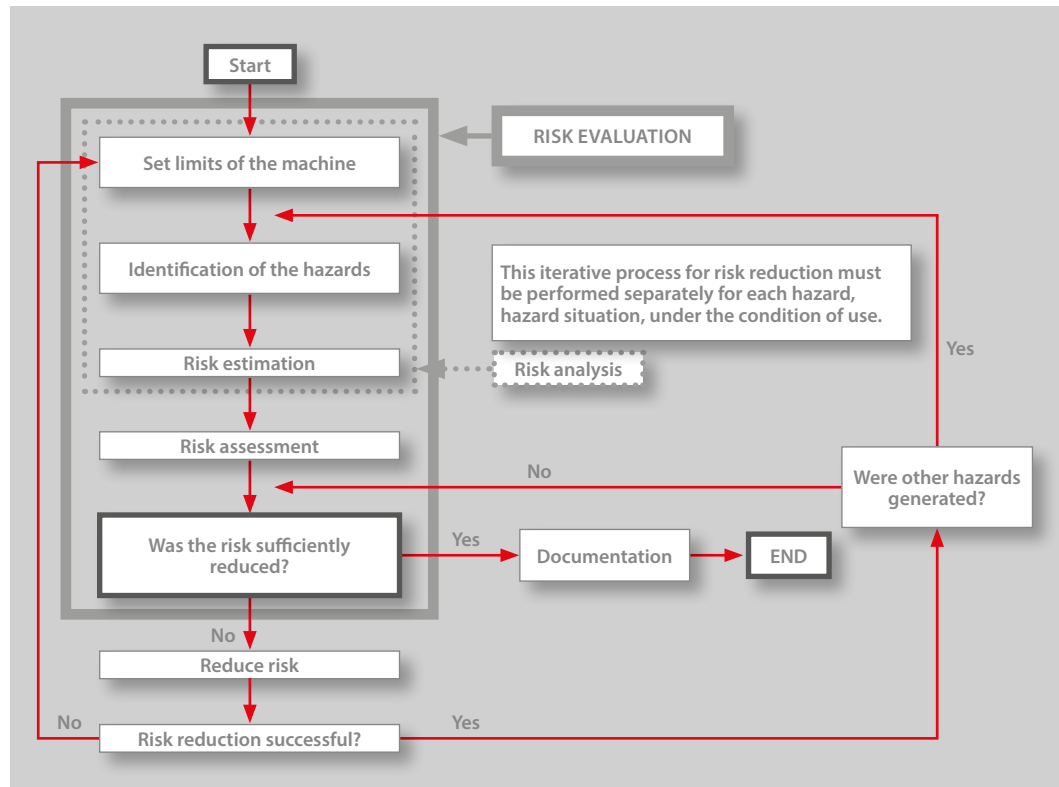 Start
RISK EVALUATION
Set limits of the machine
Identification of the hazards
This iterative process for risk reduction must
be performed separately for each hazard,
hazard situation, under the condition of use.
Yes
Risk estimation
Risk analysis
Risk assessment
No
Were other hazards
generated?
Was the risk sufficiently
reduced?
Yes
Documentation
END
No
Reduce risk
No
Risk reduction successful?
Yes